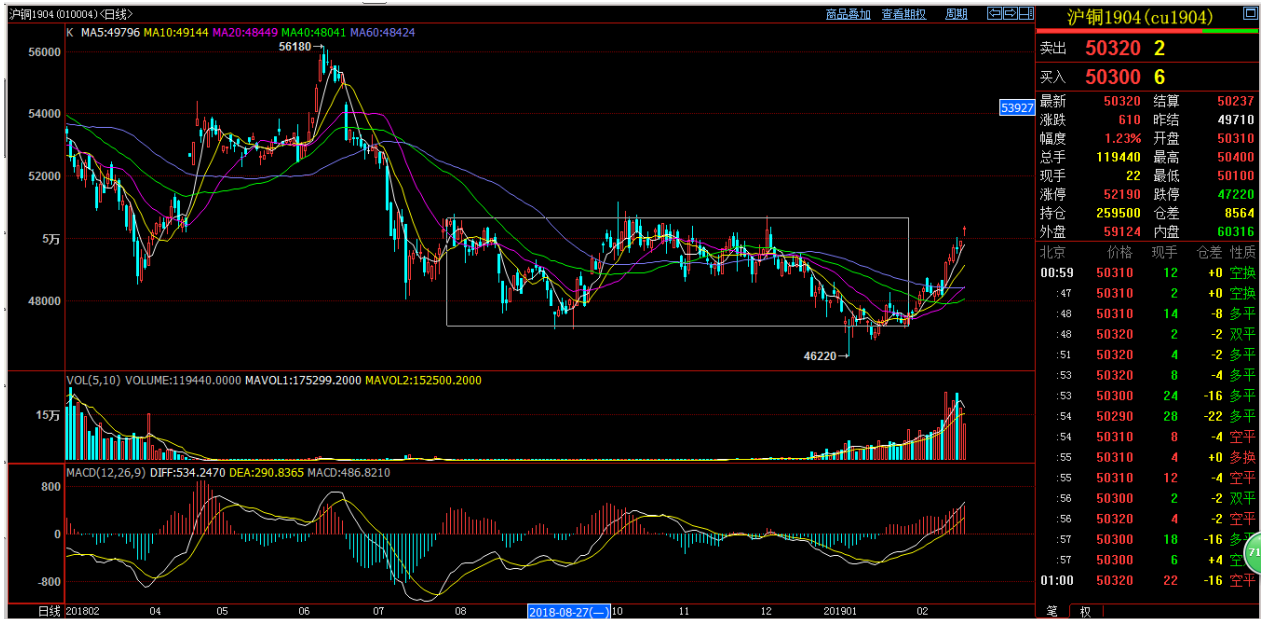 沪铜1904(010004)<日线>
商品叠加 查看期权 周期
K MA5:49796 MA10:49144 MA20:48449 MA40:48041 MA60:48424
56180→
56000
54000
53927
52000
5万
48000
46220→
VOL(5,10) VOLUME:119440.0000 MAVOL1:175299.2000 MAVOL2:152500.2000
15万
MACD(12,26,9) DIFF:534.2470 DEA:290.8365 MACD:486.8210
800
0
-800
日线 201802 04 05 06 07 08 2018-08-27(一) 10 11 12 201901 02
沪铜1904(cu1904)
卖出 50320 2
买入 50300 6
最新 50320 结算 50237
涨跌 610 昨结 49710
幅度 1.23% 开盘 50310
总手 119440 最高 50400
现手 22 最低 50100
涨停 52190 跌停 47220
持仓 259500 仓差 8564
外盘 59124 内盘 60316
北京 价格 现手 仓差 性质
00:59 50310 12 +0 空换
:47 50310 2 +0 空换
:48 50310 14 -8 多平
:48 50320 2 -2 双平
:51 50320 4 -2 多平
:53 50320 8 -4 多平
:53 50300 24 -16 多平
:54 50290 28 -22 多平
:54 50310 8 -4 空平
:55 50310 4 +0 多换
:55 50310 12 -4 空平
:56 50300 2 -2 双平
:56 50320 4 -2 空平
:57 50300 18 -16 多
:57 50300 6 +4 空
71
01:00 50320 22 -16 空平
笔 权